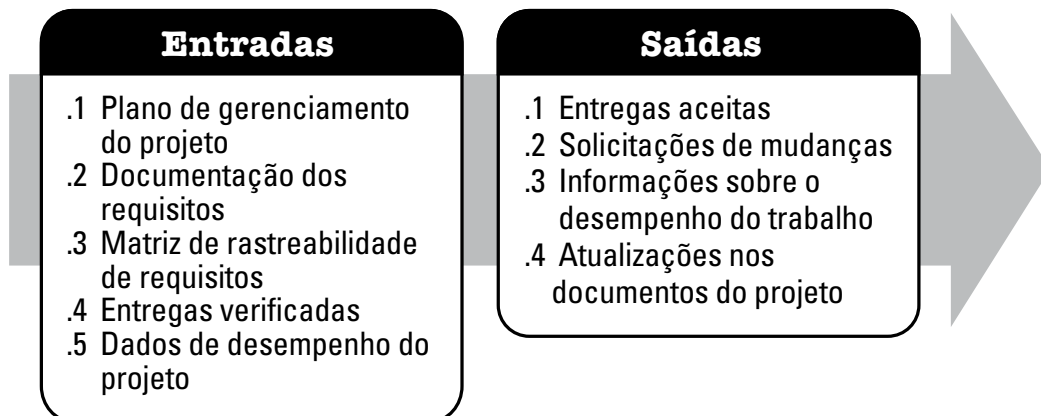 Entradas
.1 Plano de gerenciamento
do projeto
.2 Documentação dos
requisitos
.3 Matriz de rastreabilidade
de requisitos
.4 Entregas verificadas
.5 Dados de desempenho do
projeto
Saídas
.1 Entregas aceitas
.2 Solicitações de mudanças
.3 Informações sobre o
desempenho do trabalho
.4 Atualizações nos
documentos do projeto